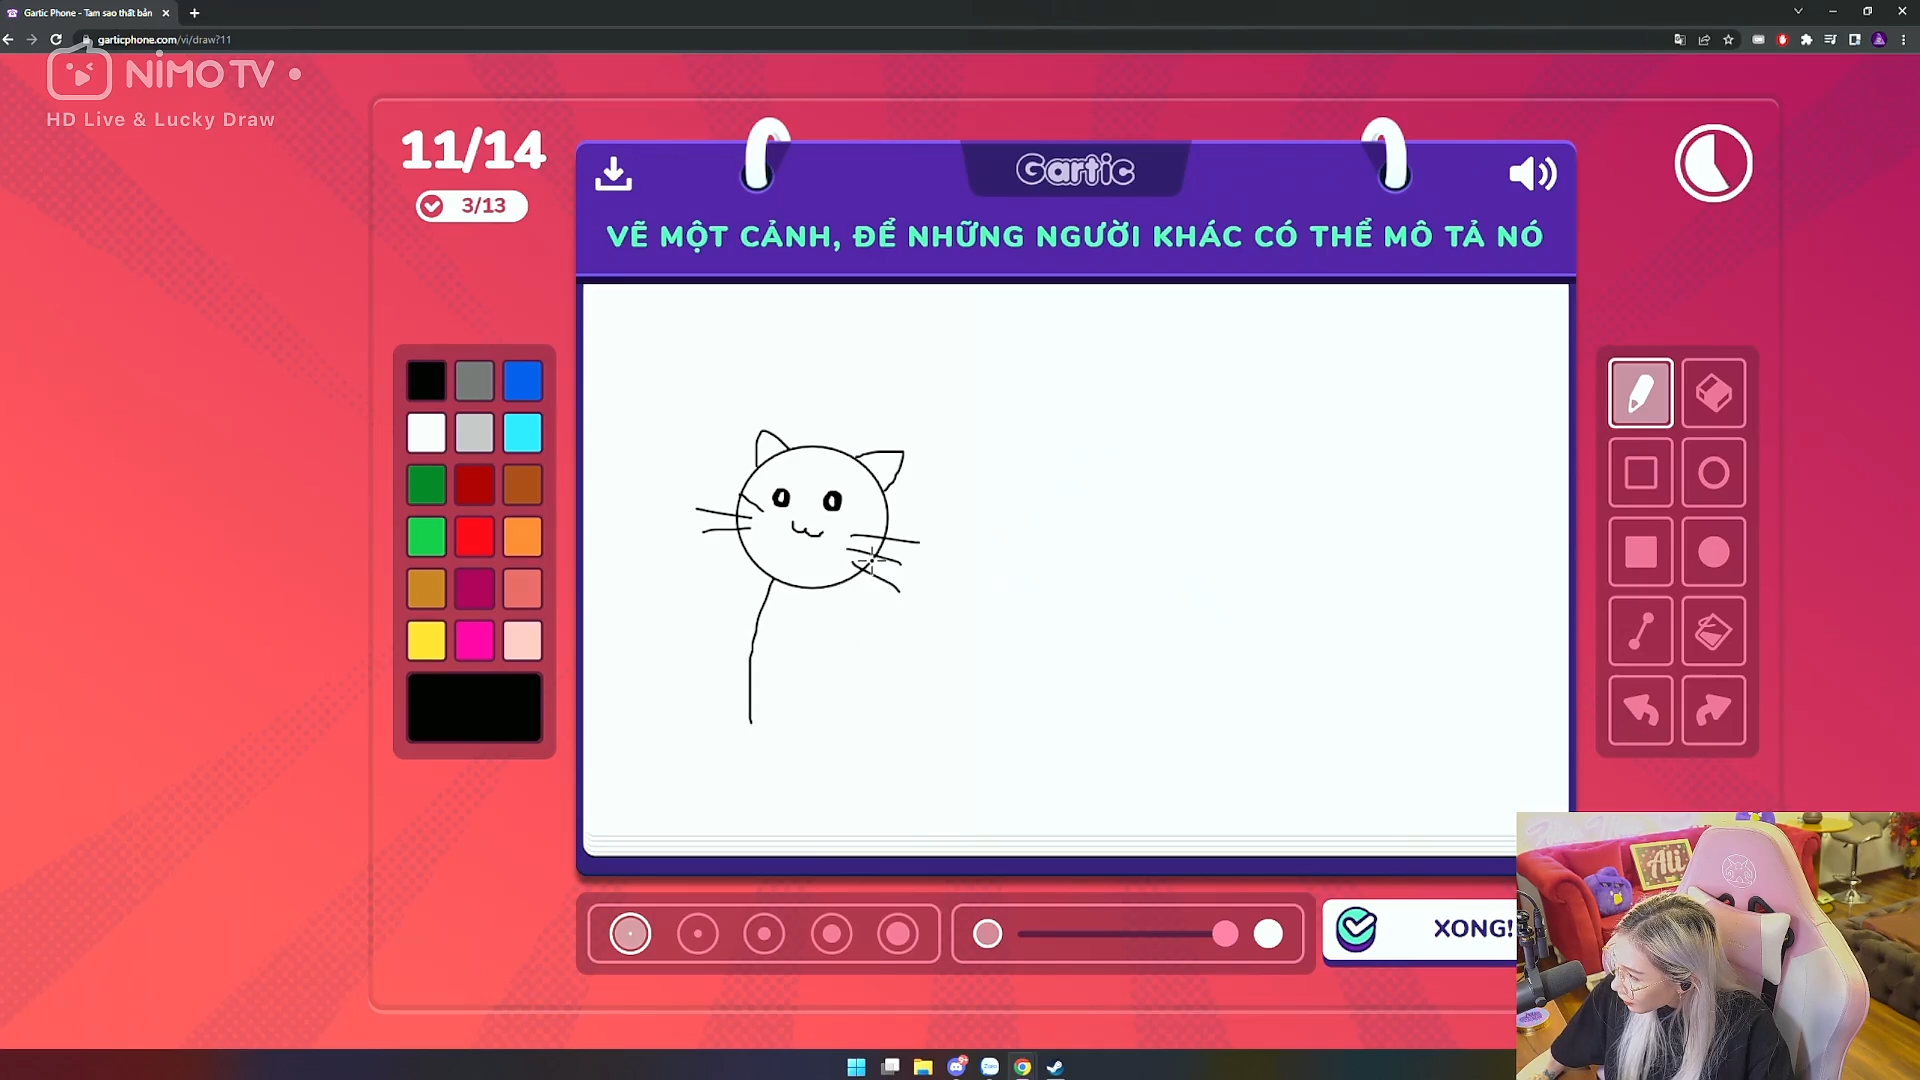 Gartic Phone - Tam sao thất bản
garticphone.com/vi/draw?11
NIMO TV
HD Live & Lucky Draw
11/14
3/13
Gartic
VẼ MỘT CẢNH, ĐỂ NHỮNG NGƯỜI KHÁC CÓ THỂ MÔ TẢ NÓ
XONG!
Ali